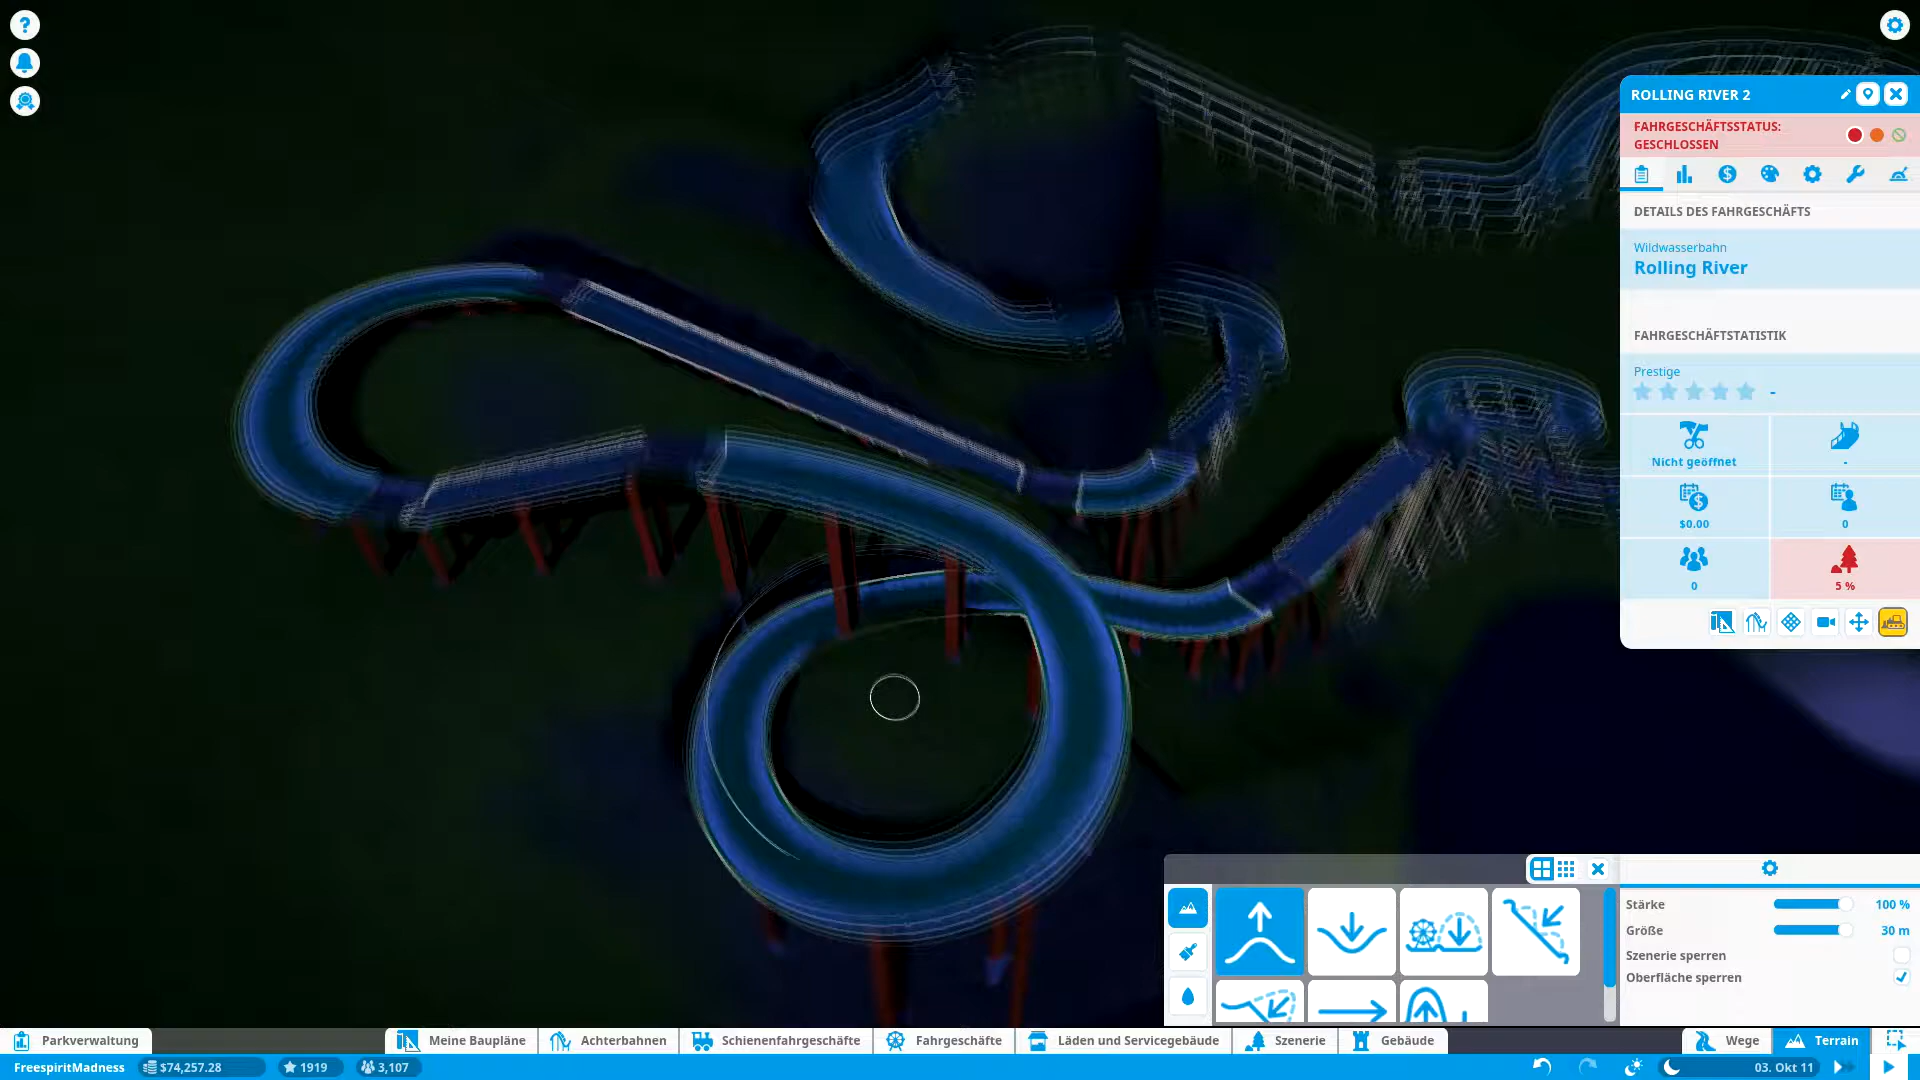 ROLLING RIVER 2
FAHRGESCHÄFTSSTATUS:
GESCHLOSSEN
DETAILS DES FAHRGESCHÄFTS
Wildwasserbahn
Rolling River
FAHRGESCHÄFTSTATISTIK
Prestige
-
Nicht geöffnet
-
$0.00
0
0
5 %
Stärke
100 %
Größe
30 m
Szenerie sperren
Oberfläche sperren
Parkverwaltung
Meine Baupläne
Achterbahnen
Schienenfahrgeschäfte
Fahrgeschäfte
Läden und Servicegebäude
Szenerie
Gebäude
Wege
Terrain
FreespiritMadness
$74,257.28
1919
3,107
03. Okt 11